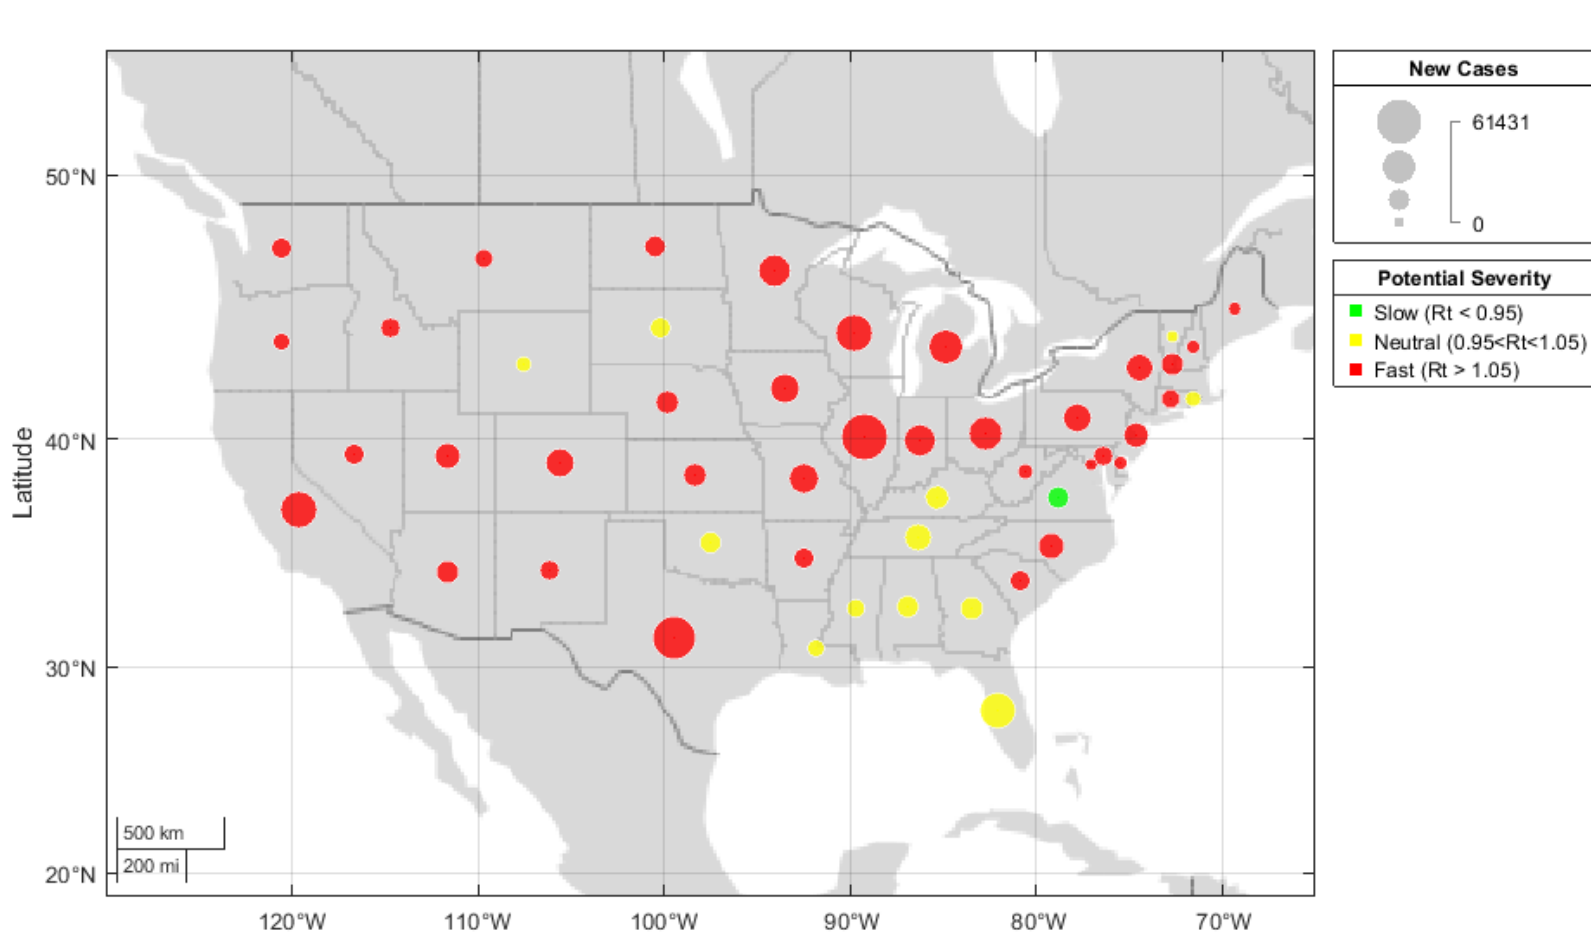 New Cases
61431
0
Potential Severity
Slow (Rt < 0.95)
Neutral (0.95<Rt<1.05)
Fast (Rt > 1.05)
50°N
40°N
30°N
20°N
Latitude
500 km
200 mi
120°W 110°W 100°W 90°W 80°W 70°W